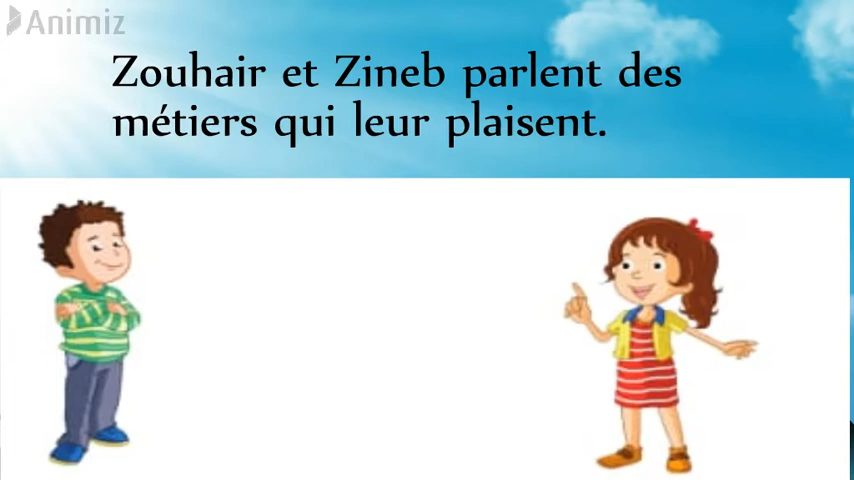 Animiz
Zouhair et Zineb parlent des
métiers qui leur plaisent.